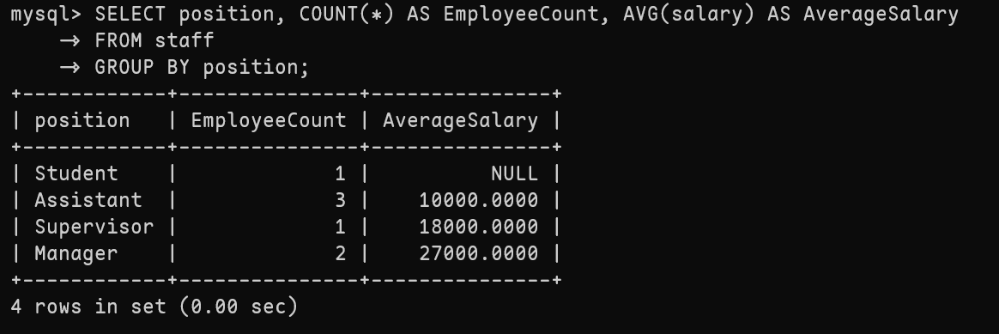 mysql> SELECT position, COUNT(*) AS EmployeeCount, AVG(salary) AS AverageSalary
    -> FROM staff
    -> GROUP BY position;
+------------+---------------+---------------+
| position   | EmployeeCount | AverageSalary |
+------------+---------------+---------------+
| Student    |             1 |          NULL |
| Assistant  |             3 |    10000.0000 |
| Supervisor |             1 |    18000.0000 |
| Manager    |             2 |    27000.0000 |
+------------+---------------+---------------+
4 rows in set (0.00 sec)